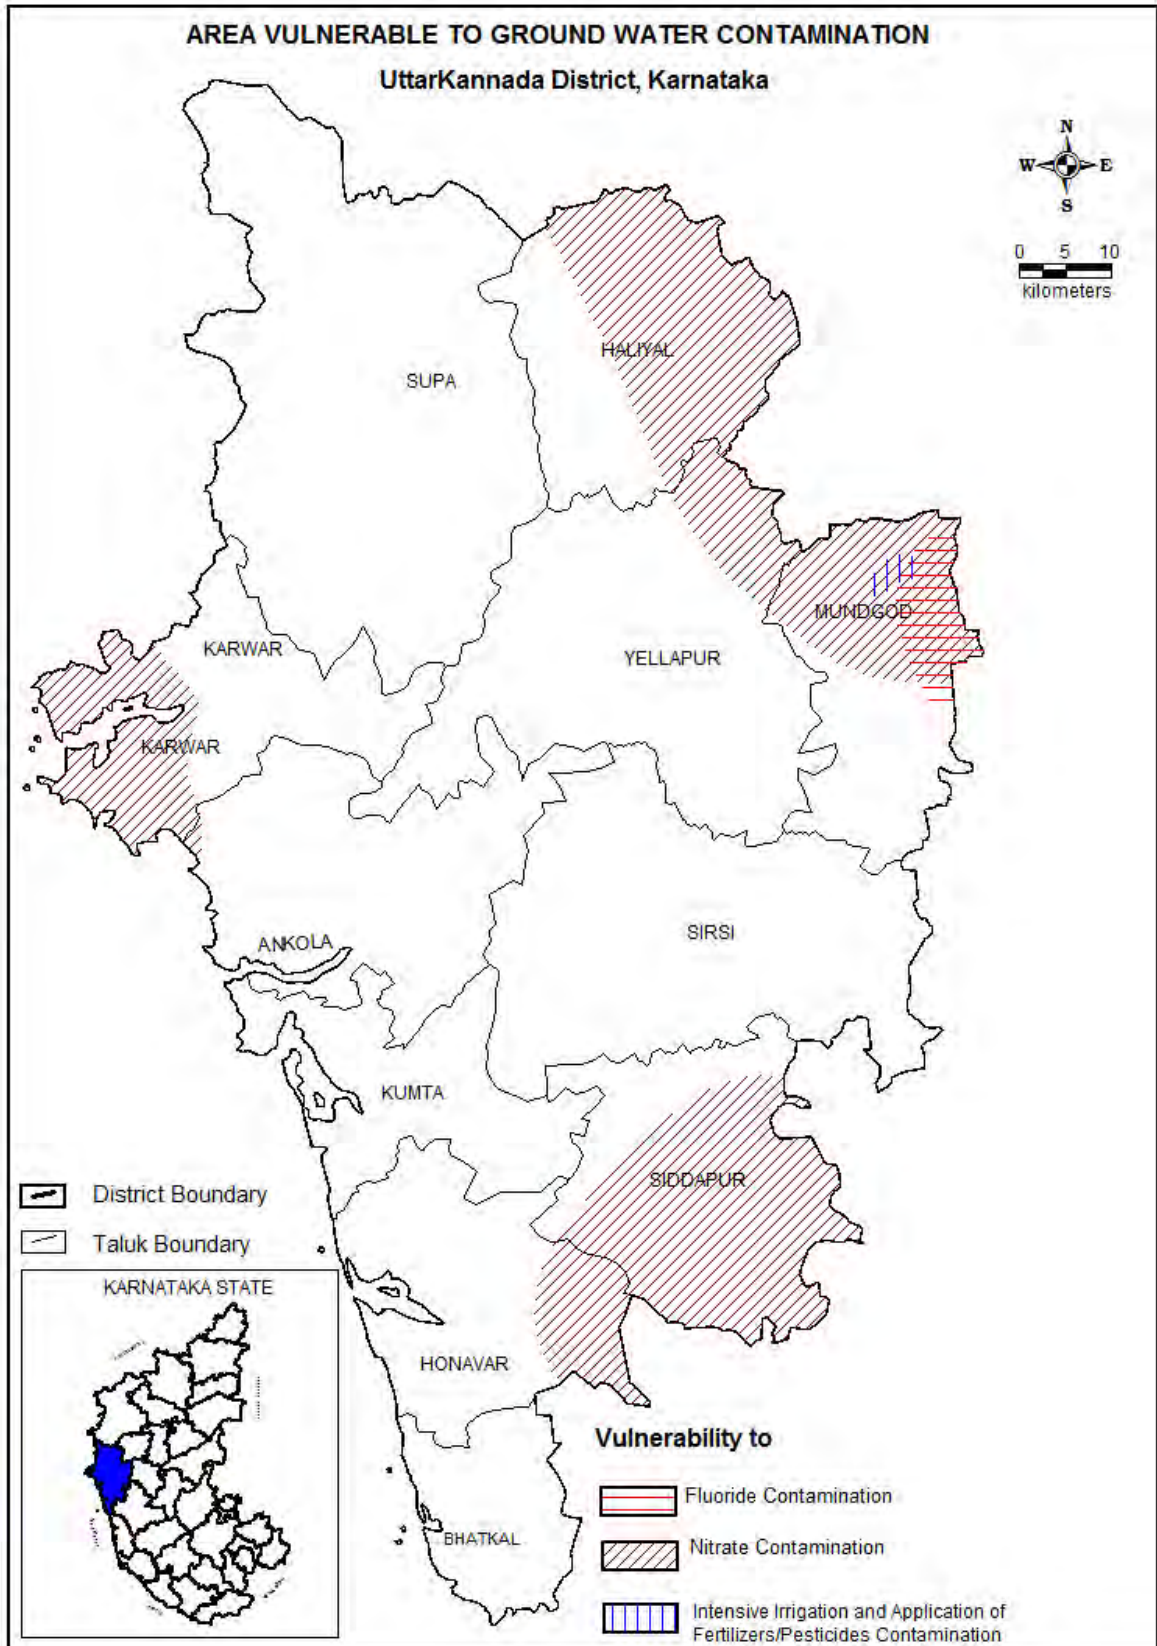 AREA VULNERABLE TO GROUND WATER CONTAMINATION
UttarKannada District, Karnataka
N
W E
S
0 5 10
kilometers
HALIYAL
SUPA
MUNDGOD
KARWAR
YELLAPUR
KARWAR
SIRSI
ANKOLA
KUMTA
SIDDAPUR
District Boundary
Taluk Boundary
KARNATAKA STATE
HONAVAR
BHATKAL
Vulnerability to
Fluoride Contamination
Nitrate Contamination
Intensive Irrigation and Application of
Fertilizers/Pesticides Contamination